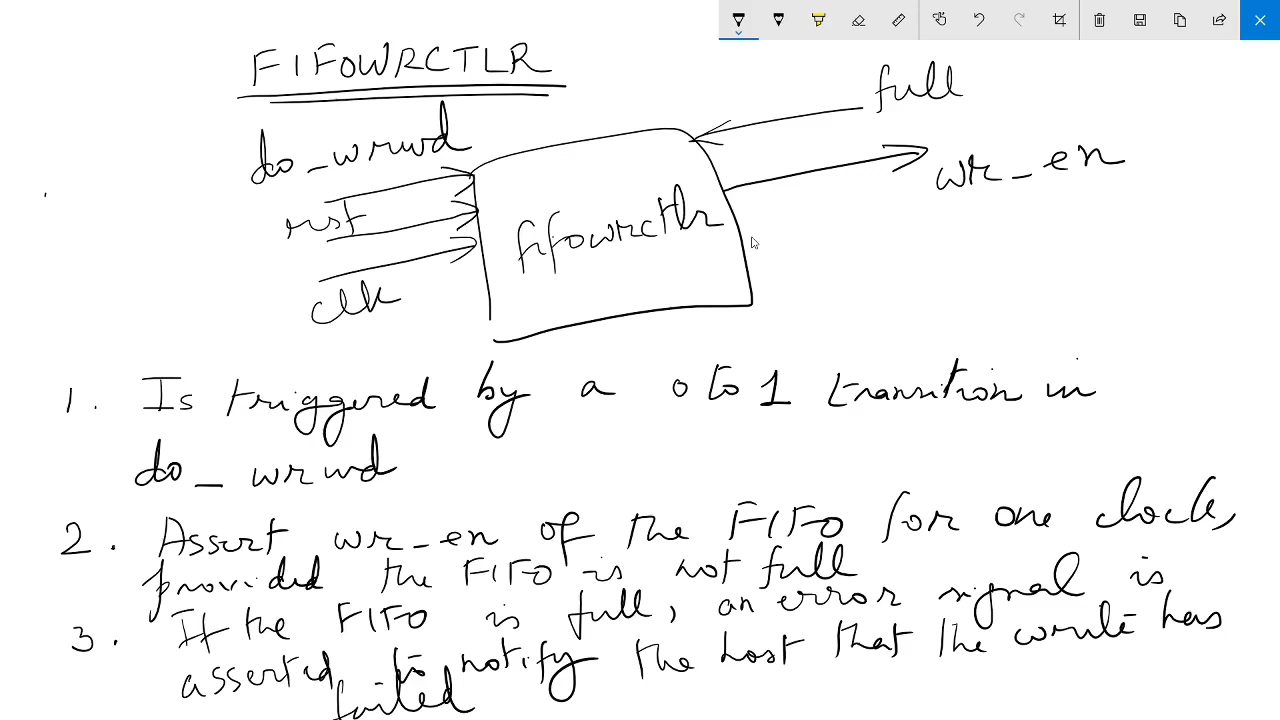 FIFOWRCTLR
full
do_wrwd
wr_en
rst
fifowrctlr
clk
1. Is triggered by a 0 to 1 transition in
do_wrwd
2. Assert wr_en of the FIFO for one clock,
provided the FIFO is not full
3. If the FIFO is full, an error signal is
asserted to notify the host that the write has
failed